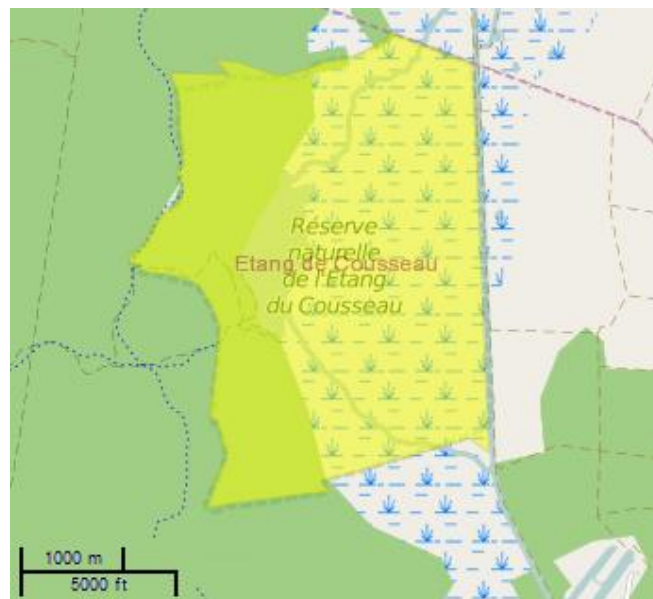 Réserve
naturelle
Etang de Cousseau
de l'Etang
du Cousseau
1000 m
5000 ft